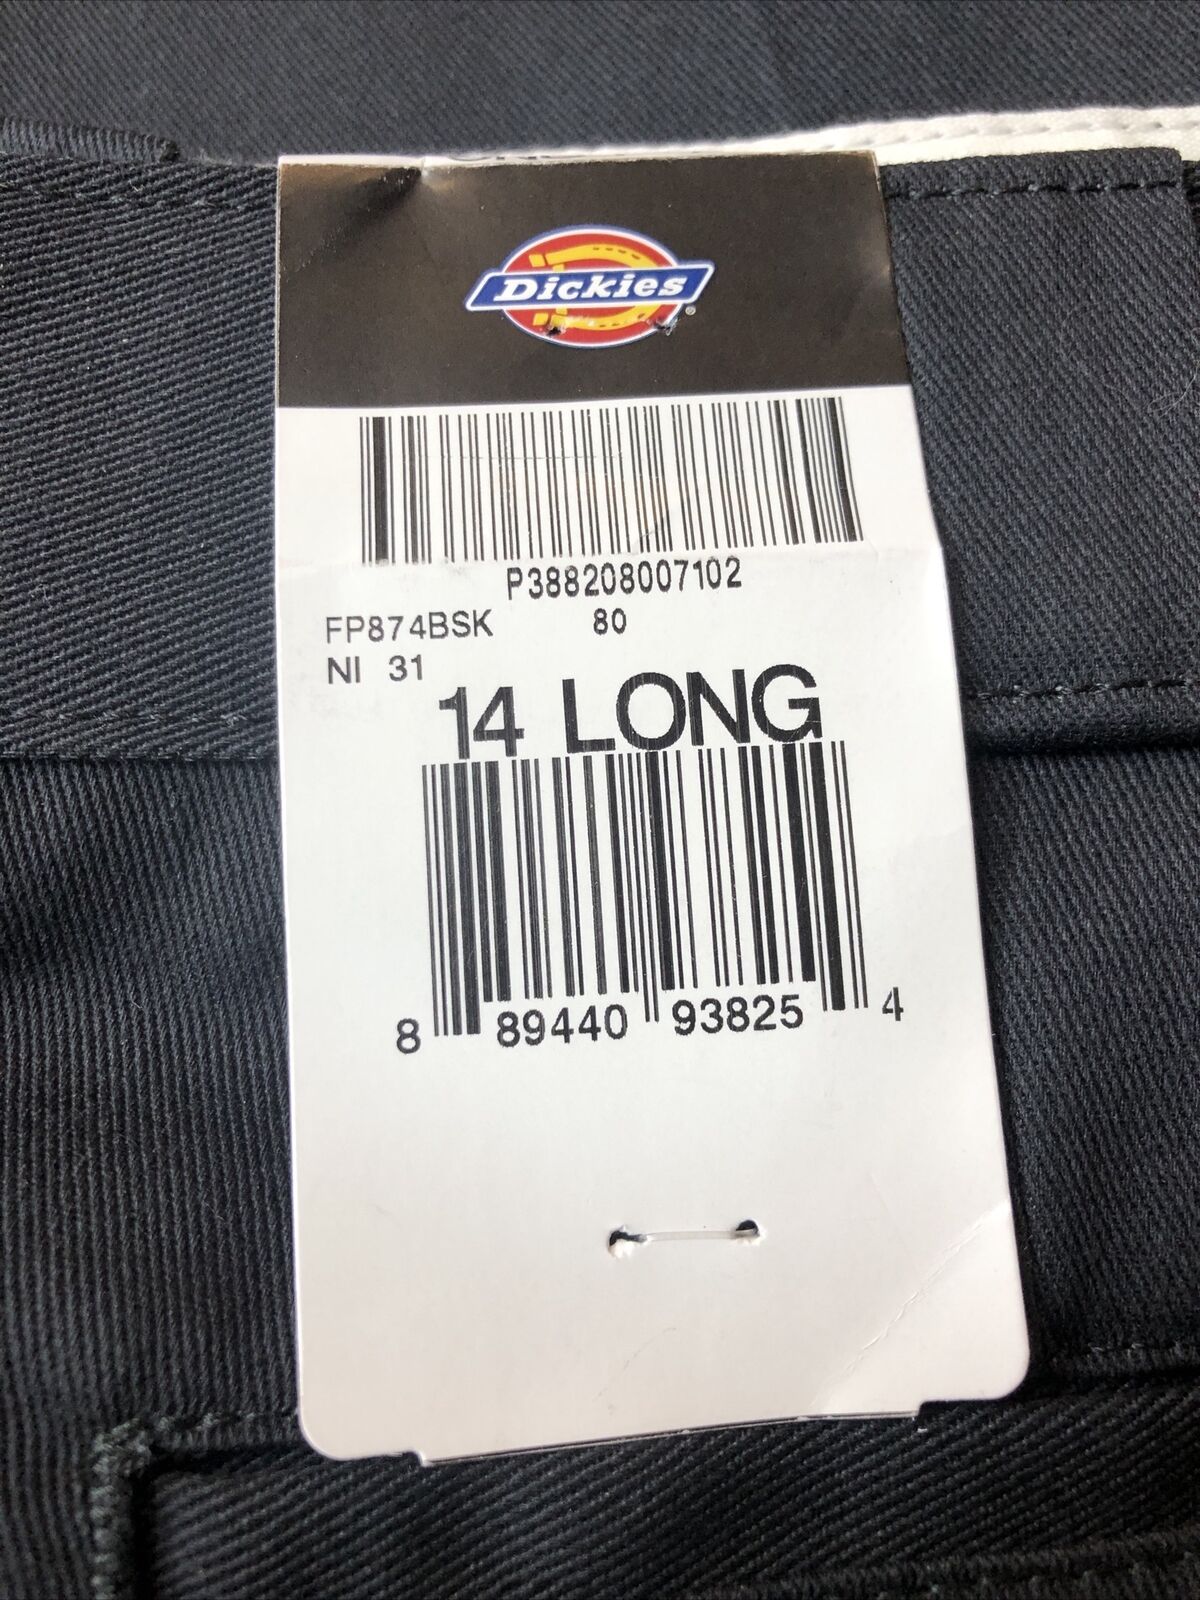 Dickies
P388208007102
FP874BSK 80
NI 31
14 LONG
8 89440 93825 4